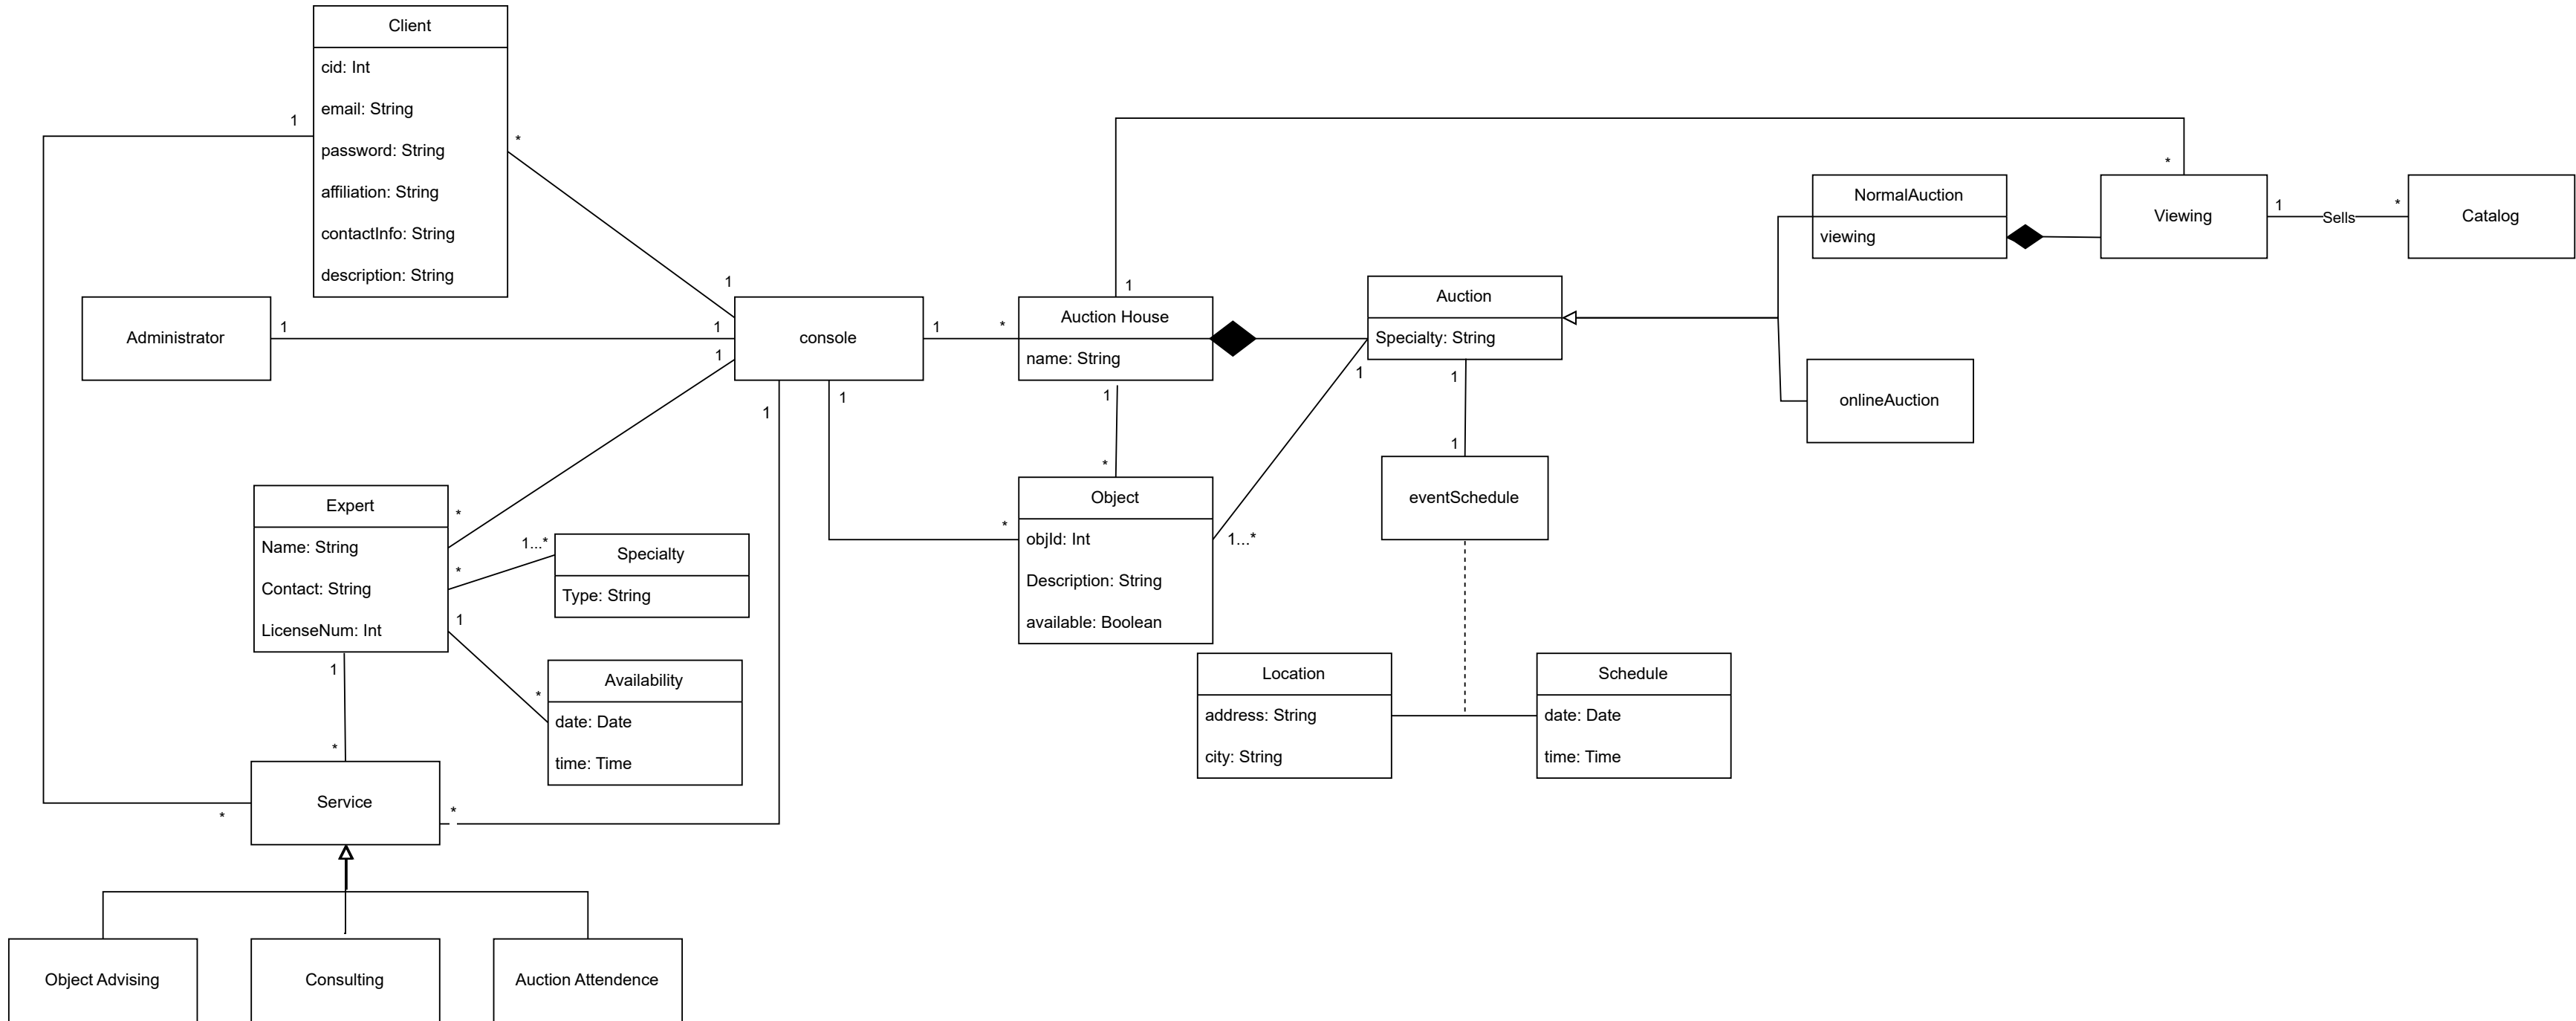 Client
cid: Int
email: String
password: String
affiliation: String
contactInfo: String
description: String
1
*
1
Administrator
1
1
1
console
1
1
1
*
Auction House
name: String
1
1
*
Object
objId: Int
Description: String
available: Boolean
*
1...*
Auction
Specialty: String
1
1
1
eventSchedule
Location
address: String
city: String
Schedule
date: Date
time: Time
NormalAuction
viewing
onlineAuction
*
Viewing
1
Sells
*
Catalog
Expert
Name: String
Contact: String
LicenseNum: Int
*
*
1
1...*
Specialty
Type: String
*
Availability
date: Date
time: Time
1
*
Service
*
*
Object Advising
Consulting
Auction Attendence